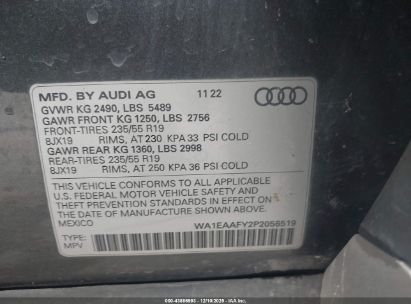 MFD. BY AUDI AG 11 22
GVWR KG 2490, LBS 5489
GAWR FRONT KG 1250, LBS 2756
FRONT-TIRES 235/55 R19
8JX19 RIMS, AT 230 KPA 33 PSI COLD
GAWR REAR KG 1360, LBS 2998
REAR-TIRES 235/55 R19
8JX19 RIMS, AT 250 KPA 36 PSI COLD
THIS VEHICLE CONFORMS TO ALL APPLICABLE
U.S. FEDERAL MOTOR VEHICLE SAFETY AND
THEFT PREVENTION STANDARDS IN EFFECT ON THE
DATE OF MANUFACTURE SHOWN ABOVE.
MEXICO WA1EAAFY2P2056519
TYPE:
MPV